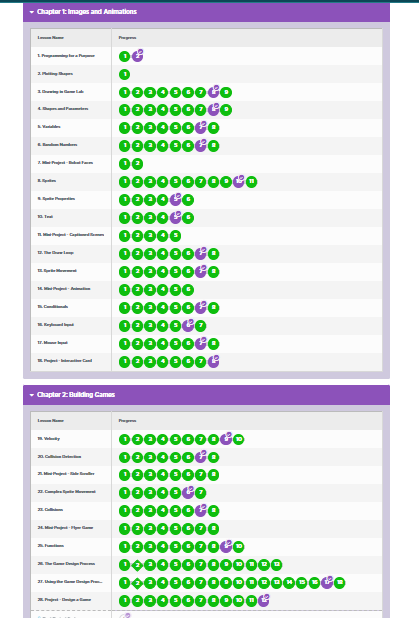 Chapter 1: Images and Animations
Lesson Name Progress
1. Programming for a Purpose 1 2
2. Plotting Shapes 1
3. Drawing in Game Lab 1 2 3 4 5 6 7 8 9
4. Shapes and Parameters 1 2 3 4 5 6 7 8 9
5. Variables 1 2 3 4 5 6 7 8
6. Random Numbers 1 2 3 4 5 6 7 8
7. Mini-Project - Robot Faces 1 2
8. Sprites 1 2 3 4 5 6 7 8 9 10 11
9. Sprite Properties 1 2 3 4 5 6
10. Text 1 2 3 4 5 6
11. Mini-Project - Captioned Scenes 1 2 3 4 5
12. The Draw Loop 1 2 3 4 5 6 7 8
13. Sprite Movement 1 2 3 4 5 6 7 8
14. Mini-Project - Animation 1 2 3 4 5 6
15. Conditionals 1 2 3 4 5 6 7 8
16. Keyboard Input 1 2 3 4 5 6 7
17. Mouse Input 1 2 3 4 5 6 7 8
18. Project - Interactive Card 1 2 3 4 5 6 7 8
Chapter 2: Building Games
Lesson Name Progress
19. Velocity 1 2 3 4 5 6 7 8 9 10
20. Collision Detection 1 2 3 4 5 6 7 8
21. Mini-Project - Side Scroller 1 2 3 4 5 6 7 8
22. Complex Sprite Movement 1 2 3 4 5 6 7
23. Collisions 1 2 3 4 5 6 7 8
24. Mini-Project - Flyer Game 1 2 3 4 5 6 7 8
25. Functions 1 2 3 4 5 6 7 8 9 10
26. The Game Design Process 1 2 3 4 5 6 7 8 9 10 11 12 13
27. Using the Game Design Proc... 1 2 3 4 5 6 7 8 9 10 11 12 13 14 15 16 17 18
28. Project - Design a Game 1 2 3 4 5 6 7 8 9 10 11 12